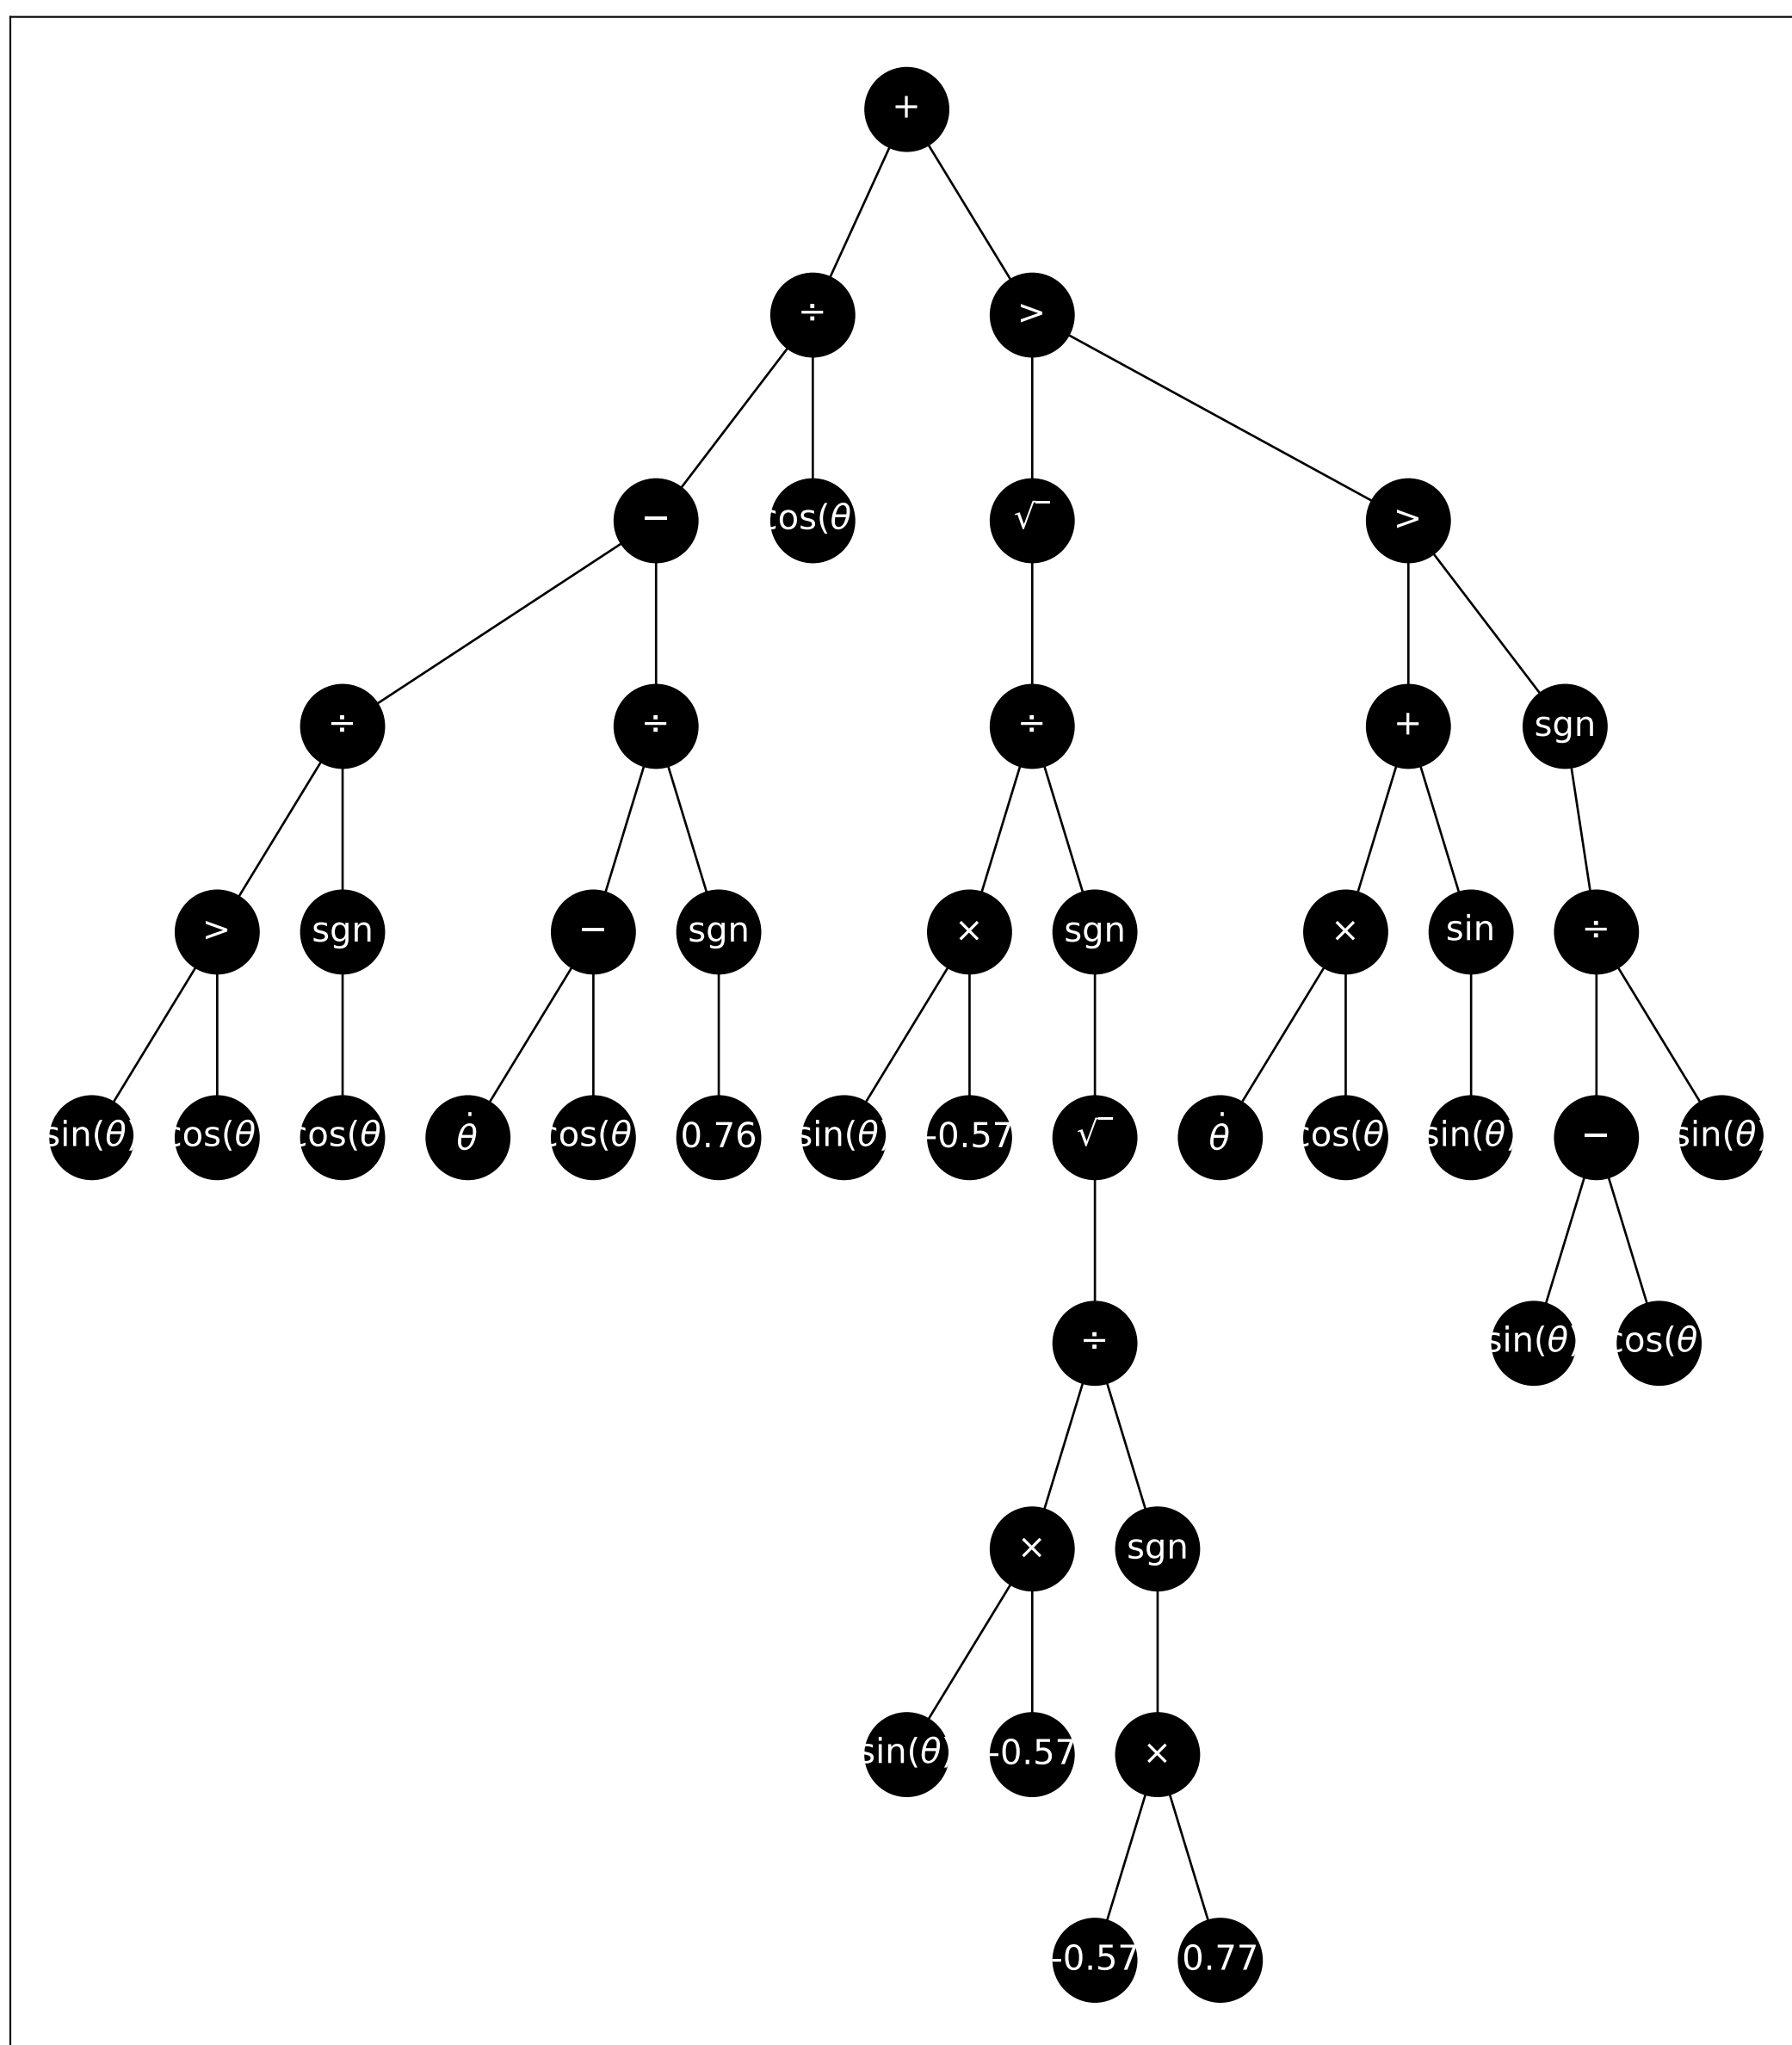 +
÷ >
− cos(θ √ >
÷ ÷ ÷ + sgn
> sgn − sgn × sgn × sin ÷
sin(θ) cos(θ cos(θ θ̇ cos(θ 0.76 sin(θ) -0.57 √ θ̇ cos(θ sin(θ) − sin(θ)
÷ sin(θ) cos(θ
× sgn
sin(θ) -0.57 ×
-0.57 0.77